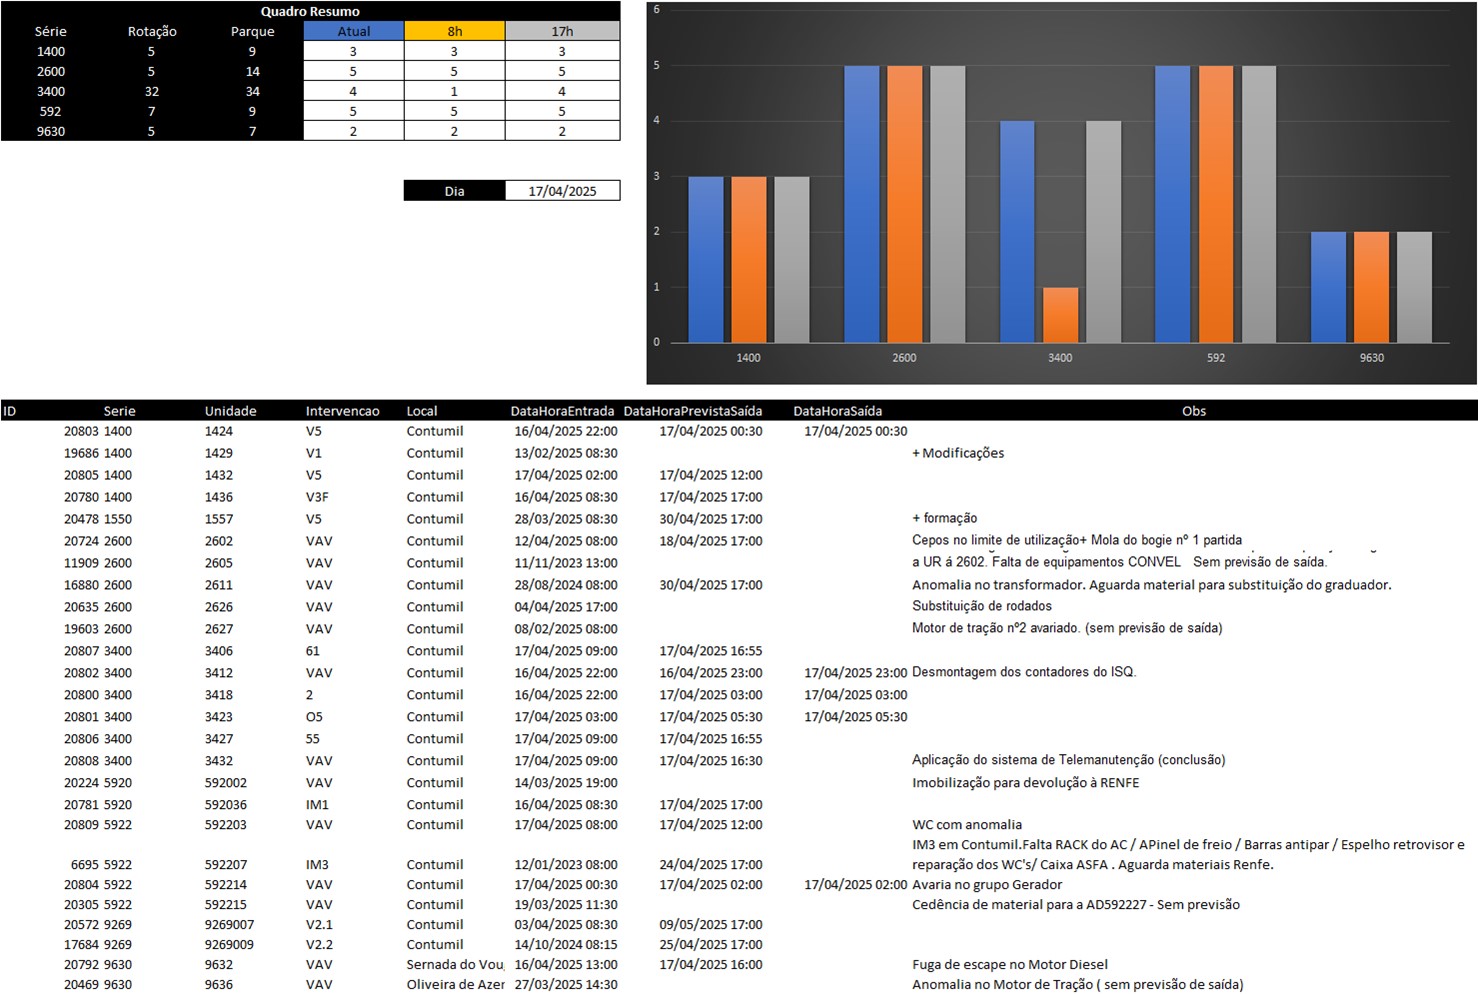 Quadro Resumo
Série Rotação Parque Atual 8h 17h
1400 5 9 3 3 3
2600 5 14 5 5 5
3400 32 34 4 1 4
592 7 9 5 5 5
9630 5 7 2 2 2
Dia 17/04/2025
6
5
4
3
2
1
0
1400 2600 3400 592 9630
ID Serie Unidade Intervencao Local DataHoraEntrada DataHoraPrevistaSaída DataHoraSaída Obs
20803 1400 1424 V5 Contumil 16/04/2025 22:00 17/04/2025 00:30 17/04/2025 00:30
19686 1400 1429 V1 Contumil 13/02/2025 08:30 + Modificações
20805 1400 1432 V5 Contumil 17/04/2025 02:00 17/04/2025 12:00
20780 1400 1436 V3F Contumil 16/04/2025 08:30 17/04/2025 17:00
20478 1550 1557 V5 Contumil 28/03/2025 08:30 30/04/2025 17:00 + formação
20724 2600 2602 VAV Contumil 12/04/2025 08:00 18/04/2025 17:00 Cepos no limite de utilização+ Mola do bogie nº 1 partida
11909 2600 2605 VAV Contumil 11/11/2023 13:00 a UR á 2602. Falta de equipamentos CONVEL Sem previsão de saída.
16880 2600 2611 VAV Contumil 28/08/2024 08:00 30/04/2025 17:00 Anomalia no transformador. Aguarda material para substituição do graduador.
20635 2600 2626 VAV Contumil 04/04/2025 17:00 Substituição de rodados
19603 2600 2627 VAV Contumil 08/02/2025 08:00 Motor de tração nº2 avariado. (sem previsão de saída)
20807 3400 3406 61 Contumil 17/04/2025 09:00 17/04/2025 16:55
20802 3400 3412 VAV Contumil 16/04/2025 22:00 16/04/2025 23:00 17/04/2025 23:00 Desmontagem dos contadores do ISQ.
20800 3400 3418 2 Contumil 16/04/2025 22:00 17/04/2025 03:00 17/04/2025 03:00
20801 3400 3423 O5 Contumil 17/04/2025 03:00 17/04/2025 05:30 17/04/2025 05:30
20806 3400 3427 55 Contumil 17/04/2025 09:00 17/04/2025 16:55
20808 3400 3432 VAV Contumil 17/04/2025 09:00 17/04/2025 16:30 Aplicação do sistema de Telemanutenção (conclusão)
20224 5920 592002 VAV Contumil 14/03/2025 19:00 Imobilização para devolução à RENFE
20781 5920 592036 IM1 Contumil 16/04/2025 08:30 17/04/2025 17:00
20809 5922 592203 VAV Contumil 17/04/2025 08:00 17/04/2025 12:00 WC com anomalia
IM3 em Contumil.Falta RACK do AC / APinel de freio / Barras antipar / Espelho retrovisor e
6695 5922 592207 IM3 Contumil 12/01/2023 08:00 24/04/2025 17:00 reparação dos WC's/ Caixa ASFA . Aguarda materiais Renfe.
20804 5922 592214 VAV Contumil 17/04/2025 00:30 17/04/2025 02:00 17/04/2025 02:00 Avaria no grupo Gerador
20305 5922 592215 VAV Contumil 19/03/2025 11:30 Cedência de material para a AD592227 - Sem previsão
20572 9269 9269007 V2.1 Contumil 03/04/2025 08:30 09/05/2025 17:00
17684 9269 9269009 V2.2 Contumil 14/10/2024 08:15 25/04/2025 17:00
20792 9630 9632 VAV Sernada do Vou 16/04/2025 13:00 17/04/2025 16:00 Fuga de escape no Motor Diesel
20469 9630 9636 VAV Oliveira de Azer 27/03/2025 14:30 Anomalia no Motor de Tração ( sem previsão de saída)